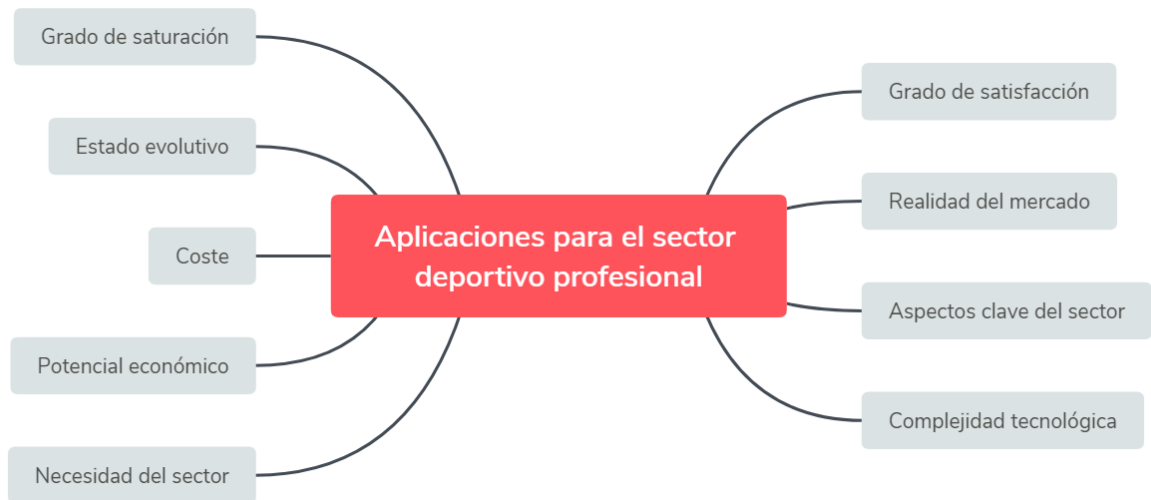 Grado de saturación
Estado evolutivo
Coste
Potencial económico
Necesidad del sector
Aplicaciones para el sector
deportivo profesional
Grado de satisfacción
Realidad del mercado
Aspectos clave del sector
Complejidad tecnológica